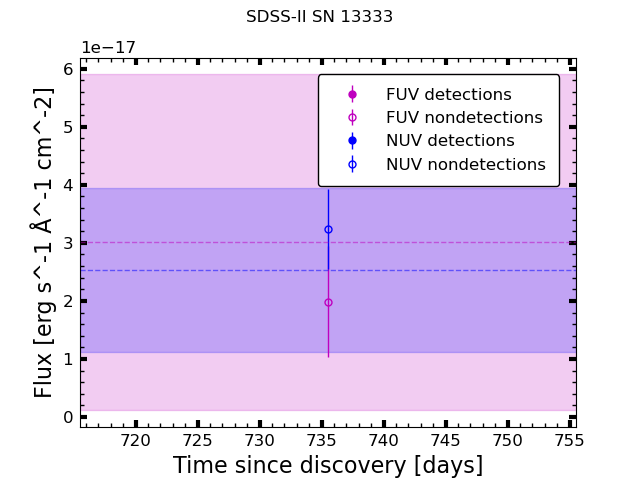 SDSS-II SN 13333
1e−17
6
5
4
3
2
1
0
FUV detections
FUV nondetections
NUV detections
NUV nondetections
720 725 730 735 740 745 750 755
Time since discovery [days]
Flux [erg s^-1 Å^-1 cm^-2]